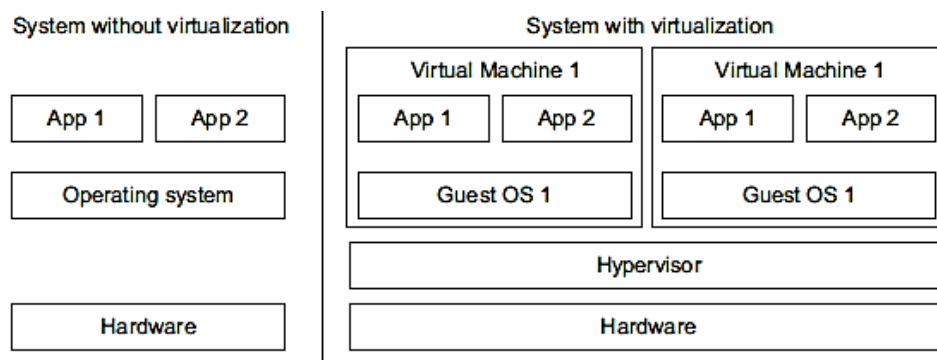 System without virtualization
System with virtualization
Virtual Machine 1
Virtual Machine 1
App 1
App 2
App 1
App 2
App 1
App 2
Operating system
Guest OS 1
Guest OS 1
Hypervisor
Hardware
Hardware